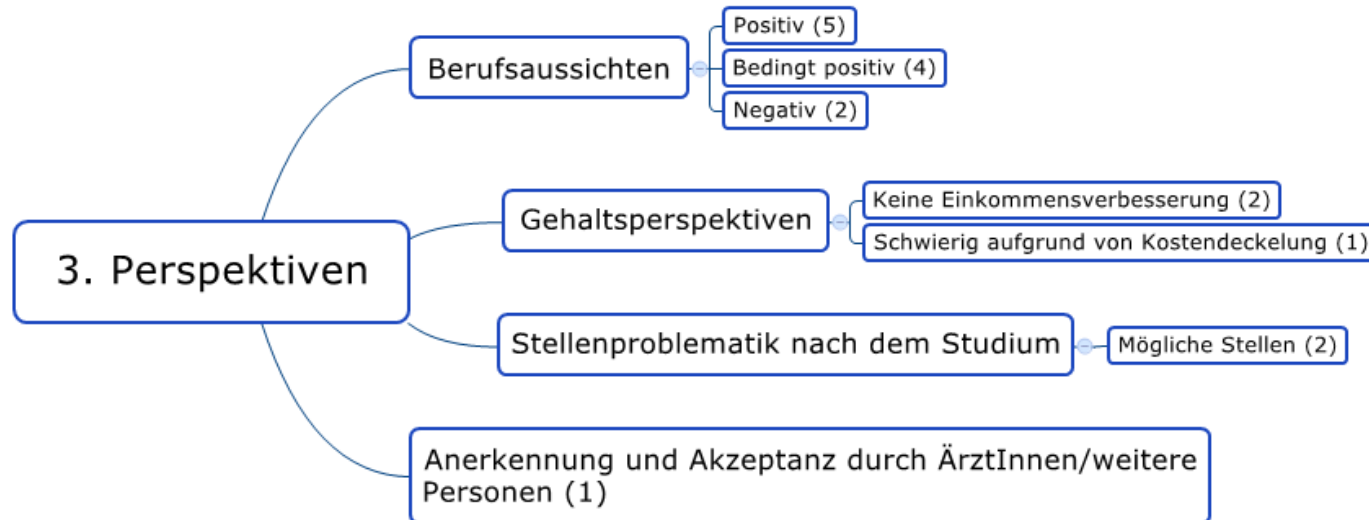 3. Perspektiven
Berufsaussichten
Positiv (5)
Bedingt positiv (4)
Negativ (2)
Gehaltsperspektiven
Keine Einkommensverbesserung (2)
Schwierig aufgrund von Kostendeckelung (1)
Stellenproblematik nach dem Studium
Mögliche Stellen (2)
Anerkennung und Akzeptanz durch ÄrztInnen/weitere
Personen (1)